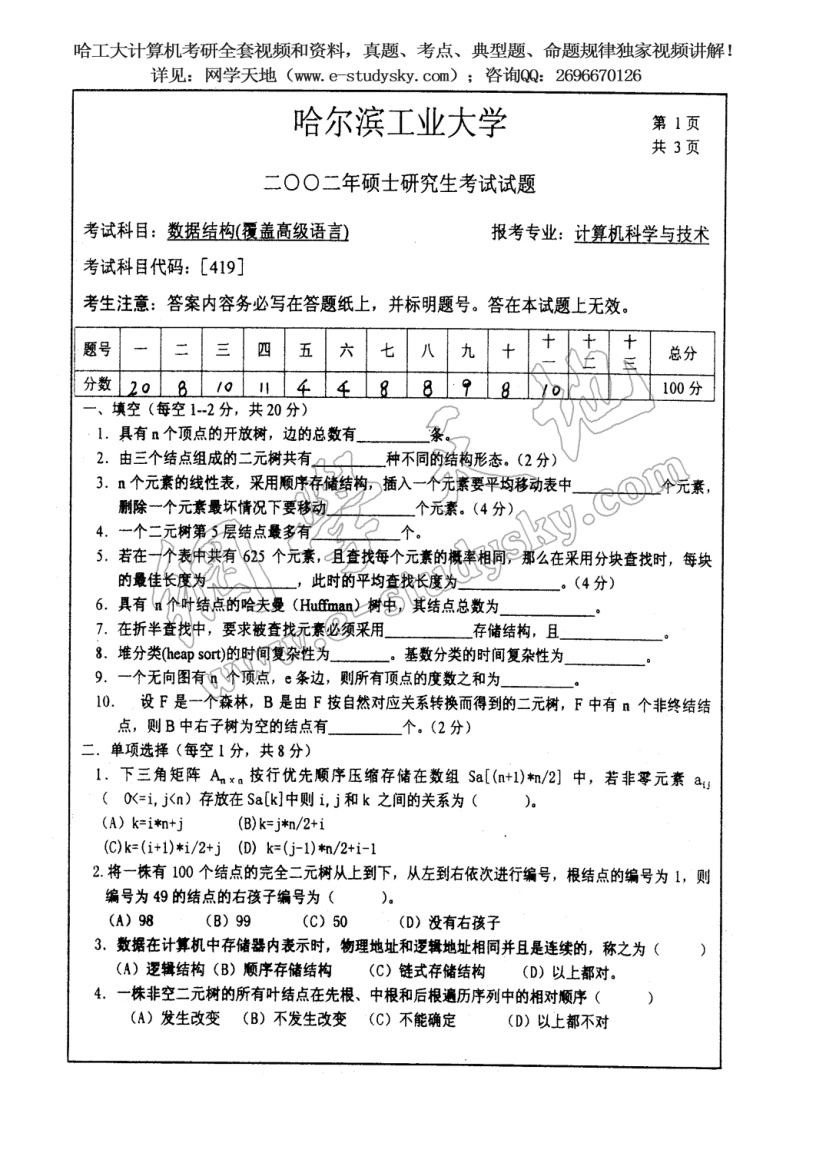 哈工大计算机考研全套视频和资料，真题、考点、典型题、命题规律独家视频讲解！
详见：网学天地（www.e-studysky.com）；咨询QQ：2696670126
哈尔滨工业大学
第 1 页
共 3 页
二〇〇二年硕士研究生考试试题
考试科目：数据结构(覆盖高级语言) 报考专业：计算机科学与技术
考试科目代码：[419]
考生注意：答案内容务必写在答题纸上，并标明题号。答在本试题上无效。
题号 一 二 三 四 五 六 七 八 九 十 十一 十二 十三 总分
分数 20 8 10 11 4 4 8 8 9 8 10 100 分
一、填空（每空 1--2 分，共 20 分）
1．具有 n 个顶点的开放树，边的总数有________条。
2．由三个结点组成的二元树共有________种不同的结构形态。（2 分）
3．n 个元素的线性表，采用顺序存储结构，插入一个元素要平均移动表中________个元素，
删除一个元素最坏情况下要移动________个元素。（4 分）
4．一个二元树第 5 层结点最多有________个。
5．若在一个表中共有 625 个元素，且查找每个元素的概率相同，那么在采用分块查找时，每块
的最佳长度为________，此时的平均查找长度为________。（4 分）
6．具有 n 个叶结点的哈夫曼（Huffman）树中，其结点总数为________。
7．在折半查找中，要求被查找元素必须采用________存储结构，且________。
8．堆分类(heap sort)的时间复杂性为________。基数分类的时间复杂性为________。
9．一个无向图有 n 个顶点，e 条边，则所有顶点的度数之和为________。
10． 设 F 是一个森林，B 是由 F 按自然对应关系转换而得到的二元树，F 中有 n 个非终结结
点，则 B 中右子树为空的结点有________个。（2 分）
二．单项选择（每空 1 分，共 8 分）
1．下三角矩阵 Aₙₓₙ 按行优先顺序压缩存储在数组 Sa[(n+1)*n/2] 中，若非零元素 aᵢⱼ
（ 0<=i,j<n）存放在 Sa[k]中则 i,j 和 k 之间的关系为（ ）。
(A) k=i*n+j (B)k=j*n/2+i
(C)k=(i+1)*i/2+j (D) k=(j-1)*n/2+i-1
2.将一株有 100 个结点的完全二元树从上到下，从左到右依次进行编号，根结点的编号为 1，则
编号为 49 的结点的右孩子编号为（ ）。
(A) 98 (B) 99 (C) 50 (D) 没有右孩子
3．数据在计算机中存储器内表示时，物理地址和逻辑地址相同并且是连续的，称之为（ ）
(A) 逻辑结构 (B) 顺序存储结构 (C) 链式存储结构 (D) 以上都对。
4．一株非空二元树的所有叶结点在先根、中根和后根遍历序列中的相对顺序（ ）
(A) 发生改变 (B) 不发生改变 (C) 不能确定 (D) 以上都不对
网学天地
www.e-studysky.com